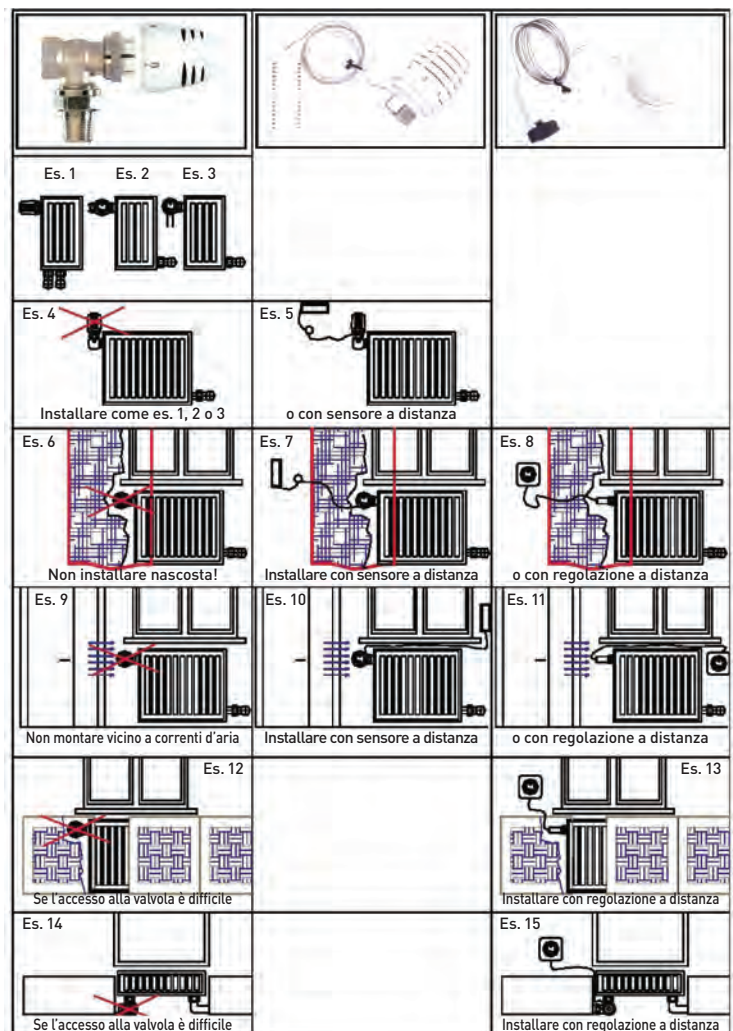 Es. 1 Es. 2 Es. 3
Es. 4
Installare come es. 1, 2 o 3
Es. 5
o con sensore a distanza
Es. 6
Non installare nascosta!
Es. 7
Installare con sensore a distanza
Es. 8
o con regolazione a distanza
Es. 9
Non montare vicino a correnti d'aria
Es. 10
Installare con sensore a distanza
Es. 11
o con regolazione a distanza
Es. 12
Se l'accesso alla valvola è difficile
Es. 13
Installare con regolazione a distanza
Es. 14
Se l'accesso alla valvola è difficile
Es. 15
Installare con regolazione a distanza